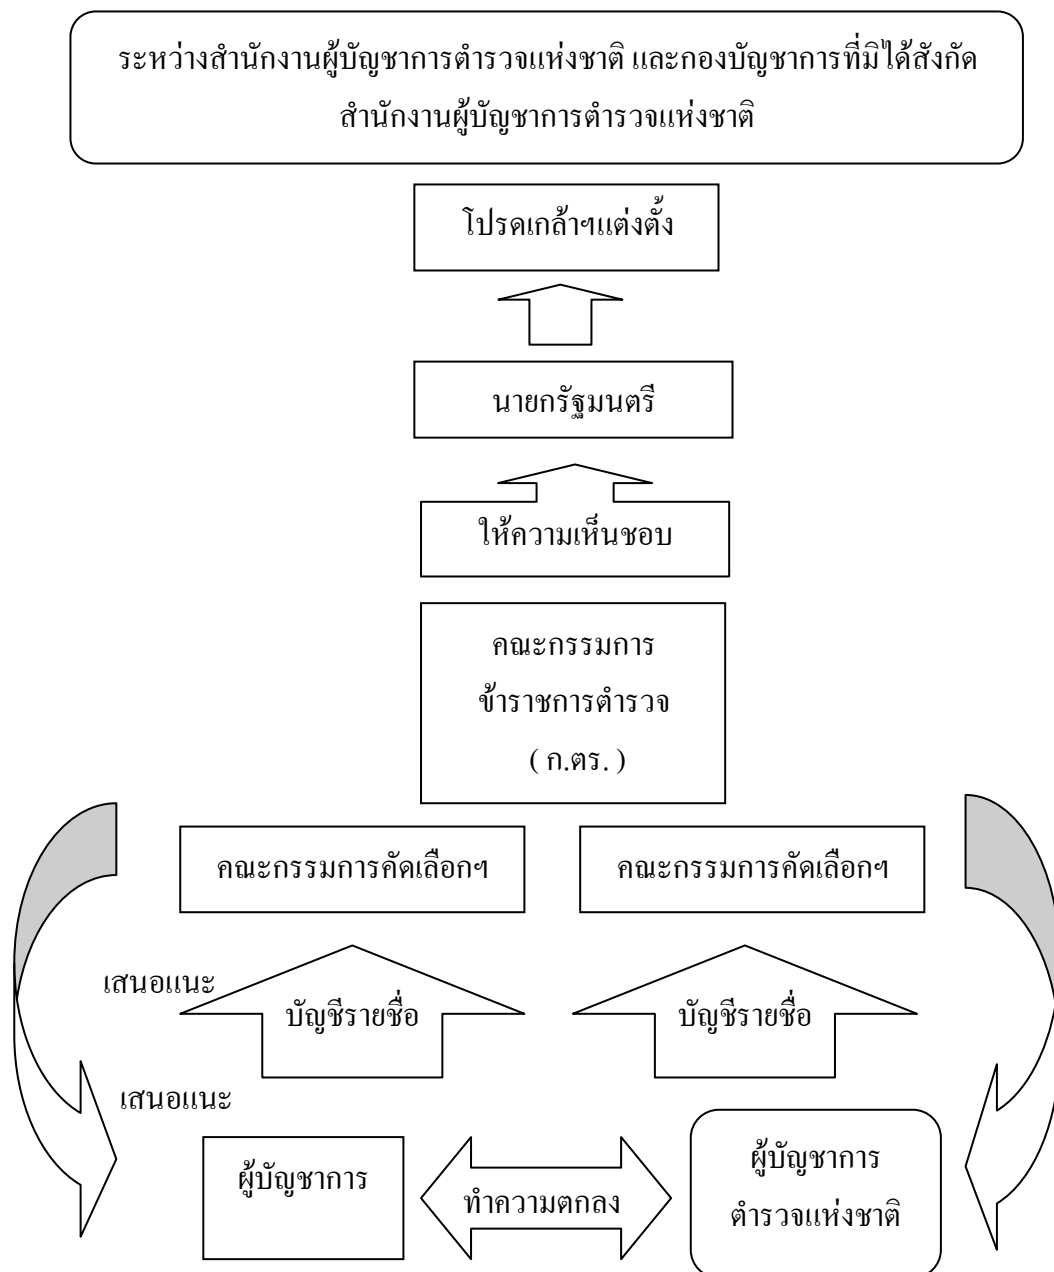 ระหว่างสำนักงานผู้บัญชาการตำรวจแห่งชาติ และกองบัญชาการที่มิได้สังกัด
สำนักงานผู้บัญชาการตำรวจแห่งชาติ
โปรดเกล้าฯแต่งตั้ง
นายกรัฐมนตรี
ให้ความเห็นชอบ
คณะกรรมการ
ข้าราชการตำรวจ
( ก.ตร. )
คณะกรรมการคัดเลือกฯ
คณะกรรมการคัดเลือกฯ
เสนอแนะ
บัญชีรายชื่อ
บัญชีรายชื่อ
เสนอแนะ
ผู้บัญชาการ
ทำความตกลง
ผู้บัญชาการ
ตำรวจแห่งชาติ